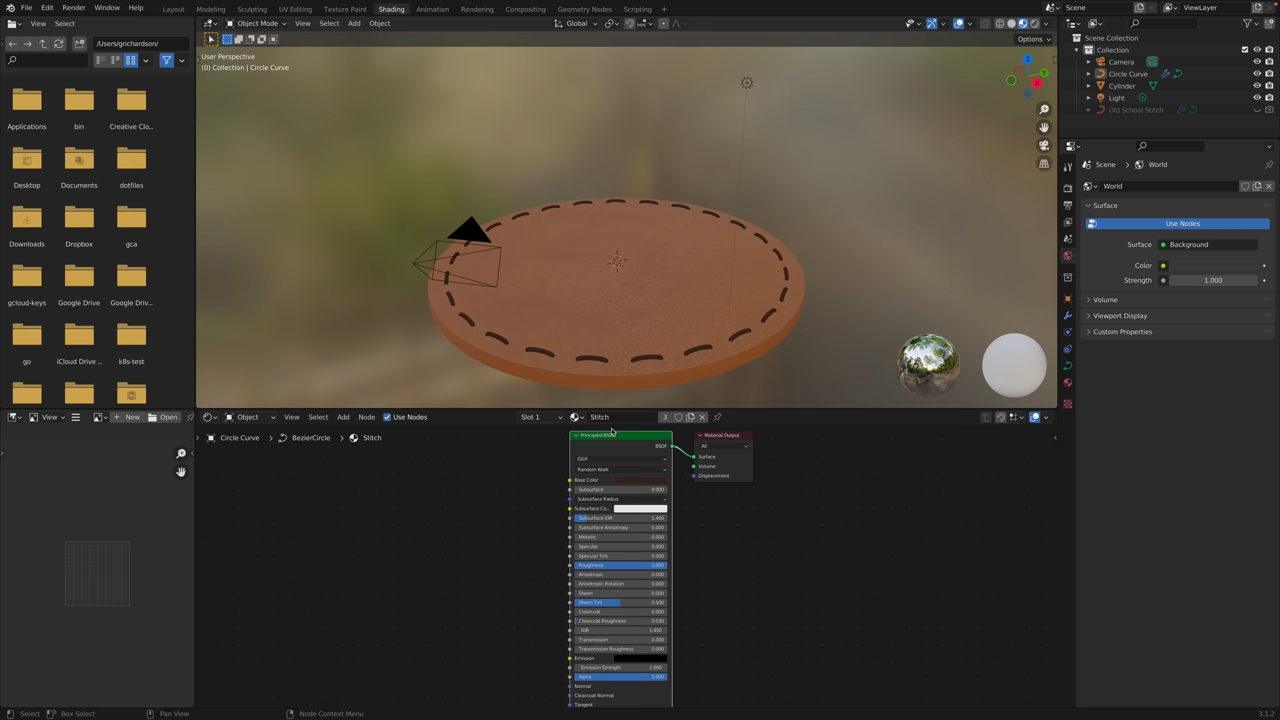 File Edit Render Window Help
Layout Modeling Sculpting UV Editing Texture Paint Shading Animation Rendering Compositing Geometry Nodes Scripting
Scene
ViewLayer
View Select
Object Mode
View Select Add Object
Global
/Users/grichardson/
Options
User Perspective
(0) Collection | Circle Curve
Applications
bin
Creative Clo...
Desktop
Documents
dotfiles
Downloads
Dropbox
gca
gcloud-keys
Google Drive
Google Driv...
go
iCloud Drive ...
k8s-test
Scene Collection
Collection
Camera
Circle Curve
Cylinder
Light
Old School Stitch
Scene > World
World
Surface
Use Nodes
Surface Background
Color
Strength 1.000
Volume
Viewport Display
Custom Properties
View
New
Open
Object
View Select Add Node
Use Nodes
Slot 1
Stitch
3
Circle Curve > BezierCircle > Stitch
Principled BSDF
BSDF
GGX
Random Walk
Base Color
Subsurface 0.000
Subsurface Radius
Subsurface Co..
Subsurface IOR 1.400
Subsurface Anisotropy 0.000
Metallic 0.000
Specular 0.000
Specular Tint 0.000
Roughness 1.000
Anisotropic 0.000
Anisotropic Rotation 0.000
Sheen 0.000
Sheen Tint 0.500
Clearcoat 0.000
Clearcoat Roughness 0.030
IOR 1.450
Transmission 0.000
Transmission Roughness 0.000
Emission
Emission Strength 1.000
Alpha 1.000
Normal
Clearcoat Normal
Tangent
Material Output
All
Surface
Volume
Displacement
Select
Box Select
Pan View
Node Context Menu
3.1.2